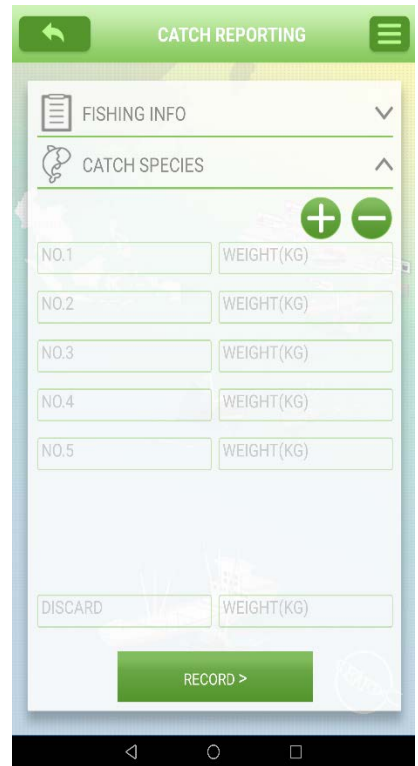 CATCH REPORTING
FISHING INFO
CATCH SPECIES
NO.1 WEIGHT(KG)
NO.2 WEIGHT(KG)
NO.3 WEIGHT(KG)
NO.4 WEIGHT(KG)
NO.5 WEIGHT(KG)
DISCARD WEIGHT(KG)
RECORD >